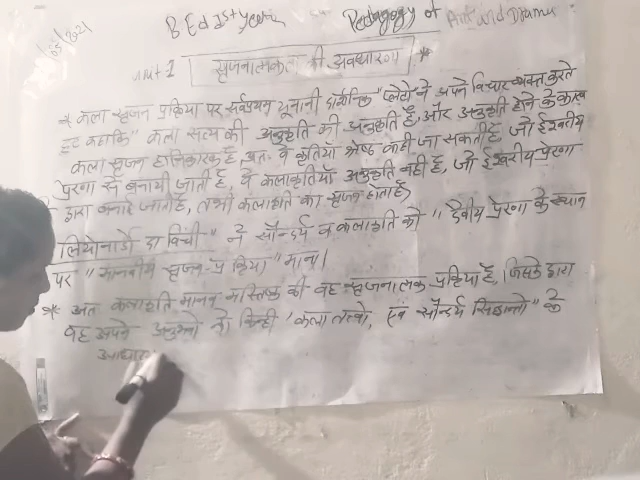 B Ed 1st year Pedagogy of Art and Drama
unit-1 सृजनात्मकता की अवधारणा *
* कला सृजन प्रक्रिया पर सर्वप्रथम यूनानी दार्शनिक "प्लेटो" ने अपने विचार व्यक्त करते
हुए कहा कि " कला सत्य की अनुकृति की अनुकृति है, और अनुकृति होने के कारण
कला सृजन हानिकारक है अतः वे कृतियाँ श्रेष्ठ कही जा सकती है, जो ईश्वरीय
प्रेरणा से बनायी जाती है, वे कलाकृतियाँ अनुकृति नही है, जो ईश्वरीय प्रेरणा
द्वारा बनाई जाती है, तभी कलाकृति का सृजन होता है
लियोनार्डो दा विंची" ने सौन्दर्य व कलाकृति को " दैवीय प्रेरणा के स्थान
पर " मानवीय सृजन-प्रक्रिया" माना।
* अतः कलाकृति मानव मस्तिष्क की वह सृजनात्मक प्रक्रिया है, जिसके द्वारा
वह अपने अनुभवो को किन्ही ' कला तत्वो, एवं सौन्दर्य सिद्धान्तो" के